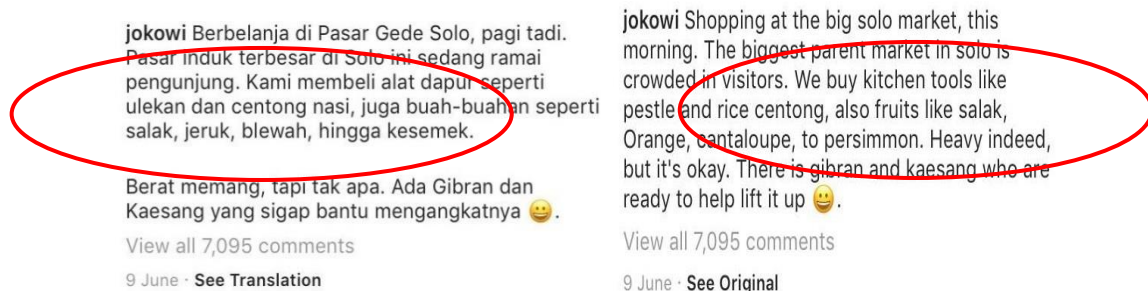 jokowi Berbelanja di Pasar Gede Solo, pagi tadi.
Pasar induk terbesar di Solo ini sedang ramai
pengunjung. Kami membeli alat dapur seperti
ulekan dan centong nasi, juga buah-buahan seperti
salak, jeruk, blewah, hingga kesemek.
Berat memang, tapi tak apa. Ada Gibran dan
Kaesang yang sigap bantu mengangkatnya 😀.
View all 7,095 comments
9 June · See Translation
jokowi Shopping at the big solo market, this
morning. The biggest parent market in solo is
crowded in visitors. We buy kitchen tools like
pestle and rice centong, also fruits like salak,
Orange, cantaloupe, to persimmon. Heavy indeed,
but it's okay. There is gibran and kaesang who are
ready to help lift it up 😀.
View all 7,095 comments
9 June · See Original